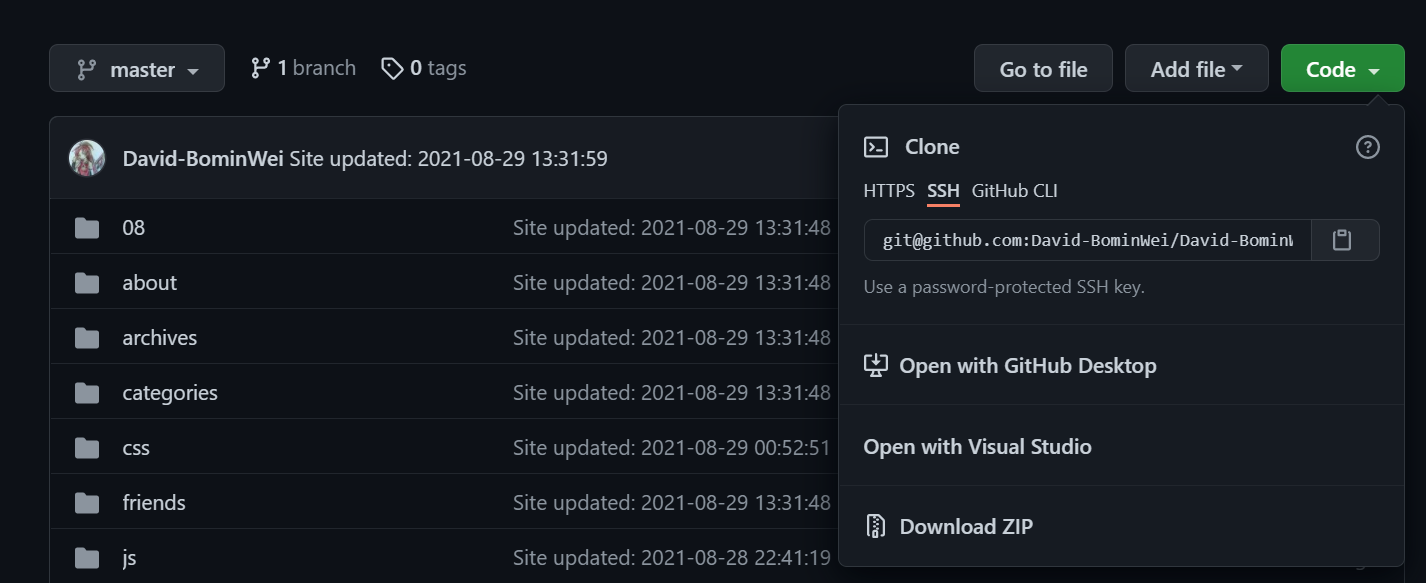 master 1 branch 0 tags Go to file Add file Code
David-BominWei Site updated: 2021-08-29 13:31:59
Clone
HTTPS SSH GitHub CLI
git@github.com:David-BominWei/David-Bomin
Use a password-protected SSH key.
Open with GitHub Desktop
Open with Visual Studio
Download ZIP
08 Site updated: 2021-08-29 13:31:48
about Site updated: 2021-08-29 13:31:48
archives Site updated: 2021-08-29 13:31:48
categories Site updated: 2021-08-29 13:31:48
css Site updated: 2021-08-29 00:52:51
friends Site updated: 2021-08-29 13:31:48
js Site updated: 2021-08-28 22:41:19